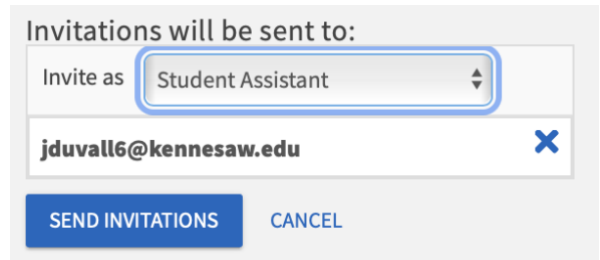 Invitations will be sent to:
Invite as Student Assistant
jduvall6@kennesaw.edu
SEND INVITATIONS CANCEL